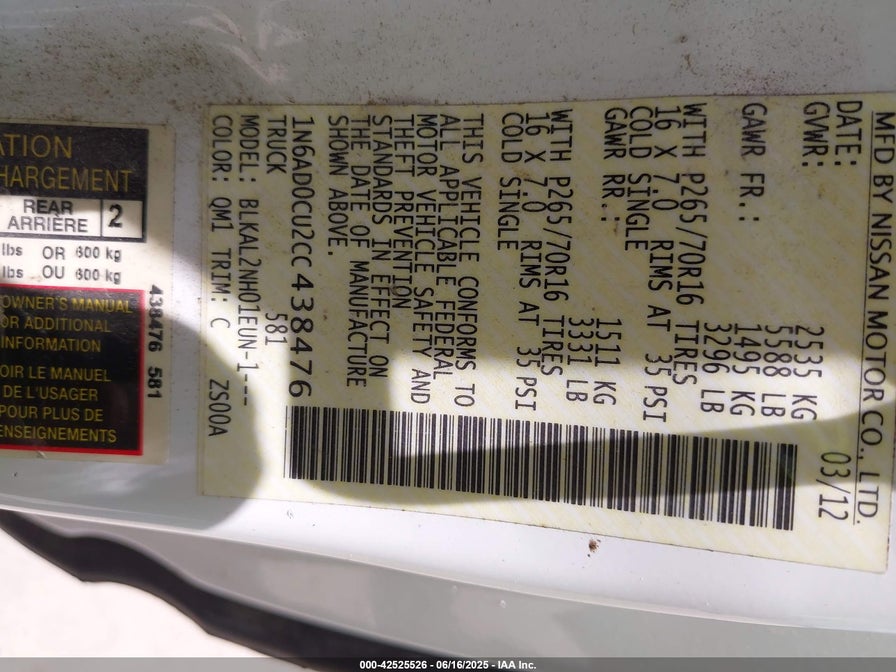 MFD BY NISSAN MOTOR CO., LTD.
DATE: 03/12
GVWR: 2535 KG
5588 LB
GAWR FR.: 1495 KG
3296 LB
WITH P265/70R16 TIRES
16 X 7.0 RIMS AT 35 PSI
COLD SINGLE
GAWR RR.: 1511 KG
3331 LB
WITH P265/70R16 TIRES
16 X 7.0 RIMS AT 35PSI
COLD SINGLE
THIS VEHICLE CONFORMS TO
ALL APPLICABLE FEDERAL
MOTOR VEHICLE SAFETY AND
THEFT PREVENTION
STANDARDS IN EFFECT ON
THE DATE OF MANUFACTURE
SHOWN ABOVE.
1N6AD0CU2CC438476
TRUCK 581
MODEL: BLKAL2NH01EUN-1---
COLOR: QM1 TRIM: C ZS00A
ATION
HARGEMENT
REAR
ARRIÈRE
2
lbs OR 600 kg
lbs OU 600 kg
OWNER'S MANUAL
OR ADDITIONAL
INFORMATION
OIR LE MANUEL
DE L'USAGER
POUR PLUS DE
ENSEIGNEMENTS
438476 581
000-42525526 - 06/16/2025 - IAA Inc.